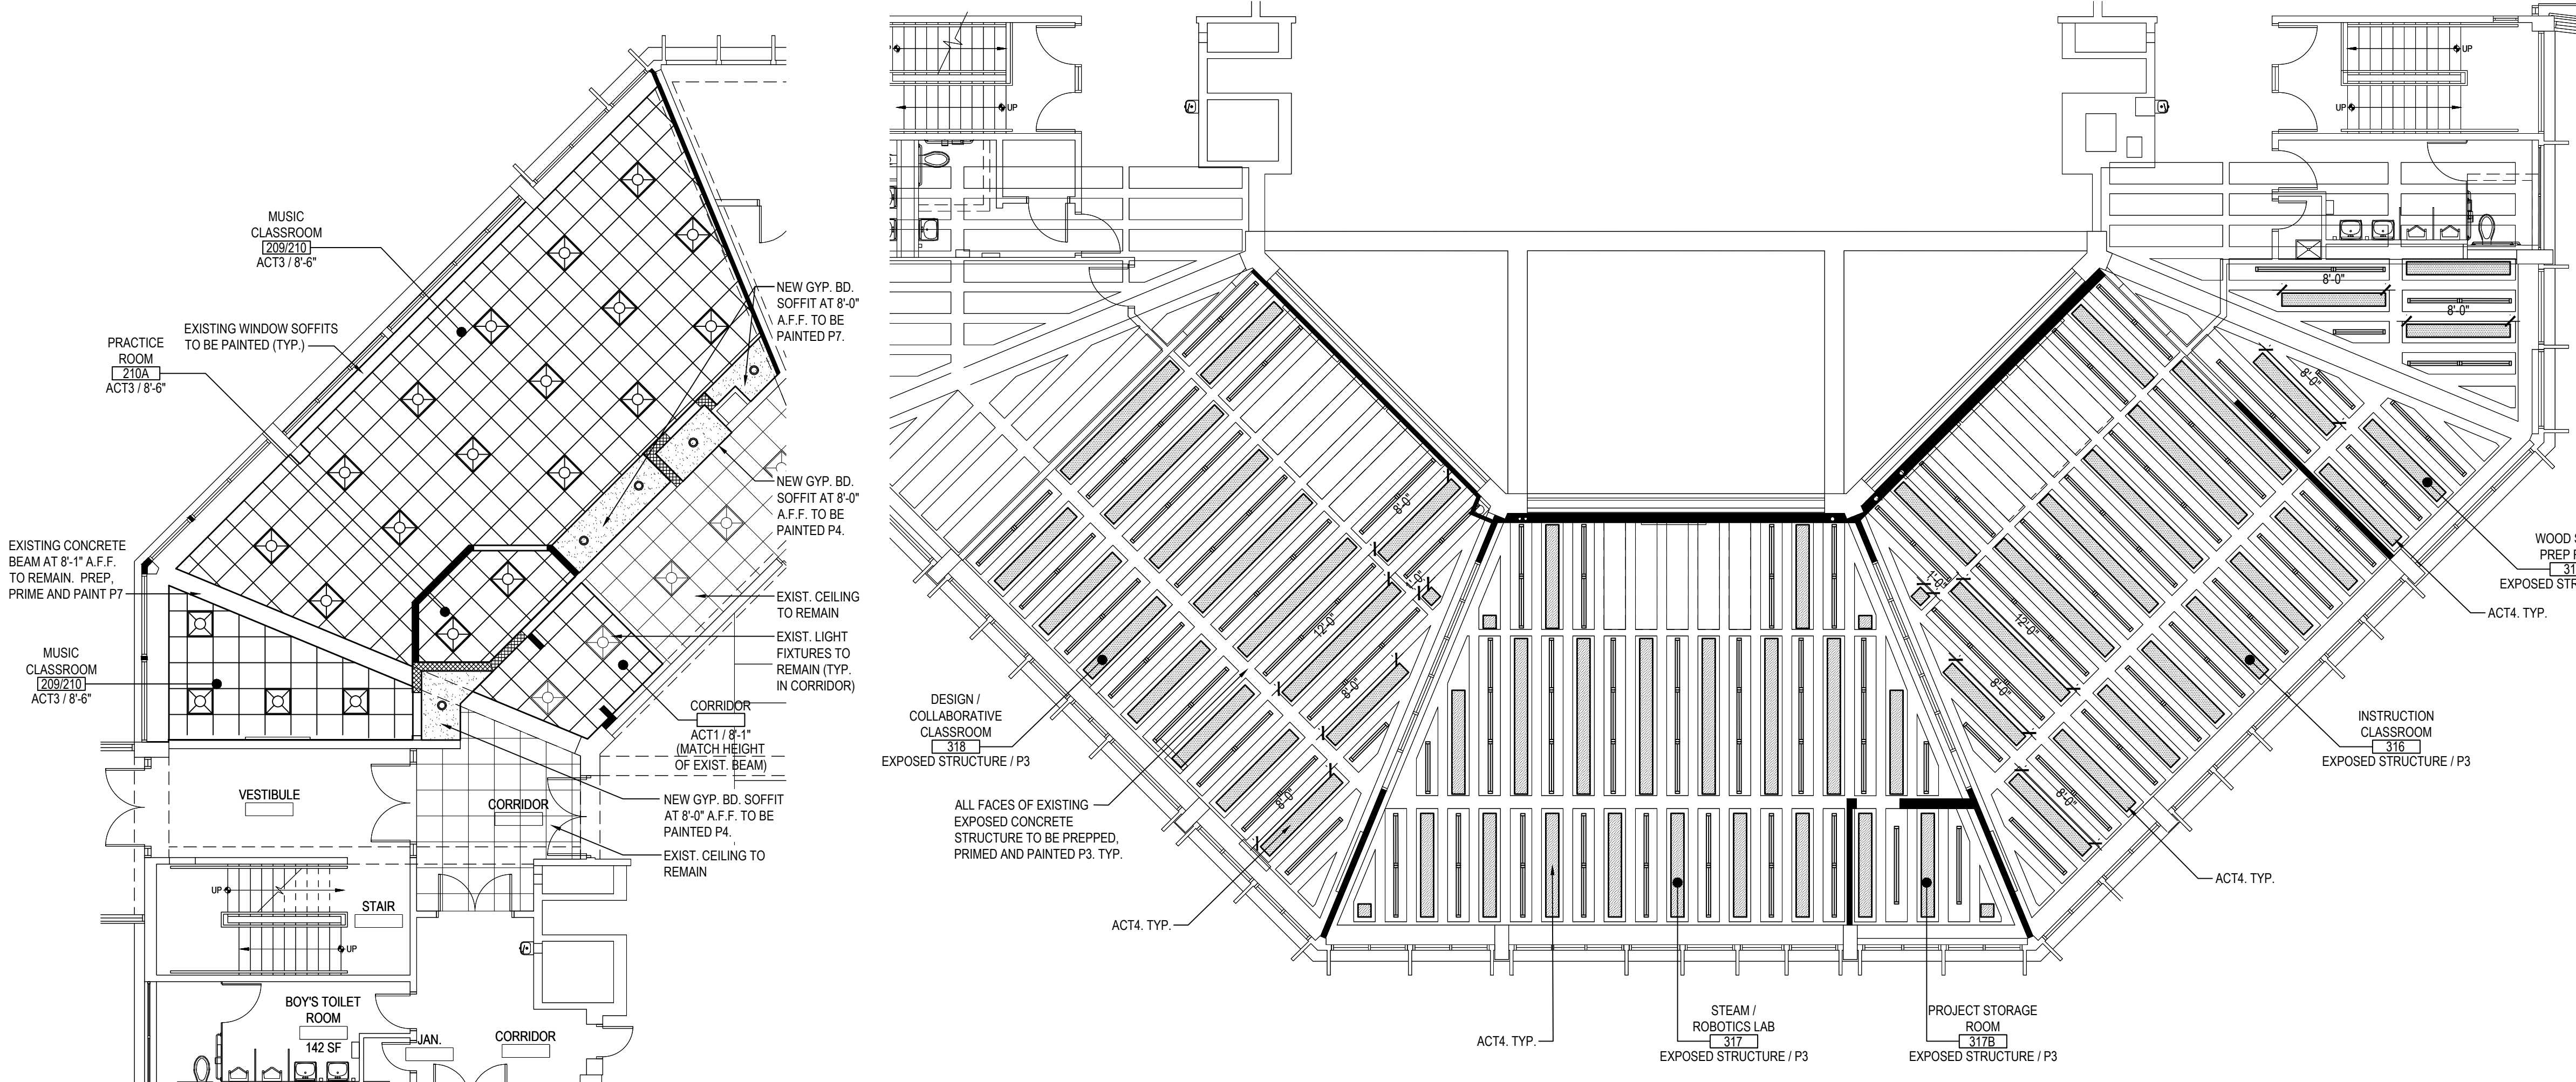 MUSIC
CLASSROOM
209/210
ACT3 / 8'-6"
PRACTICE
ROOM
210A
ACT3 / 8'-6"
EXISTING WINDOW SOFFITS
TO BE PAINTED (TYP.)
NEW GYP. BD.
SOFFIT AT 8'-0"
A.F.F. TO BE
PAINTED P7.
NEW GYP. BD.
SOFFIT AT 8'-0"
A.F.F. TO BE
PAINTED P4.
EXISTING CONCRETE
BEAM AT 8'-1" A.F.F.
TO REMAIN. PREP,
PRIME AND PAINT P7
EXIST. CEILING
TO REMAIN
EXIST. LIGHT
FIXTURES TO
REMAIN (TYP.
IN CORRIDOR)
MUSIC
CLASSROOM
209/210
ACT3 / 8'-6"
CORRIDOR
ACT1 / 8'-1"
(MATCH HEIGHT
OF EXIST. BEAM)
NEW GYP. BD. SOFFIT
AT 8'-0" A.F.F. TO BE
PAINTED P4.
EXIST. CEILING TO
REMAIN
VESTIBULE
CORRIDOR
UP
STAIR
UP
BOY'S TOILET
ROOM
142 SF
JAN.
CORRIDOR
UP
UP
UP
8'-0"
8'-0"
8'-0"
8'-0"
1'-0"
12'-0"
8'-0"
8'-0"
1'-0"
12'-0"
8'-0"
8'-0"
DESIGN /
COLLABORATIVE
CLASSROOM
318
EXPOSED STRUCTURE / P3
ALL FACES OF EXISTING
EXPOSED CONCRETE
STRUCTURE TO BE PREPPED,
PRIMED AND PAINTED P3. TYP.
ACT4. TYP.
ACT4. TYP.
STEAM /
ROBOTICS LAB
317
EXPOSED STRUCTURE / P3
PROJECT STORAGE
ROOM
317B
EXPOSED STRUCTURE / P3
ACT4. TYP.
INSTRUCTION
CLASSROOM
316
EXPOSED STRUCTURE / P3
ACT4. TYP.
WOOD
PREP
EXPOSED